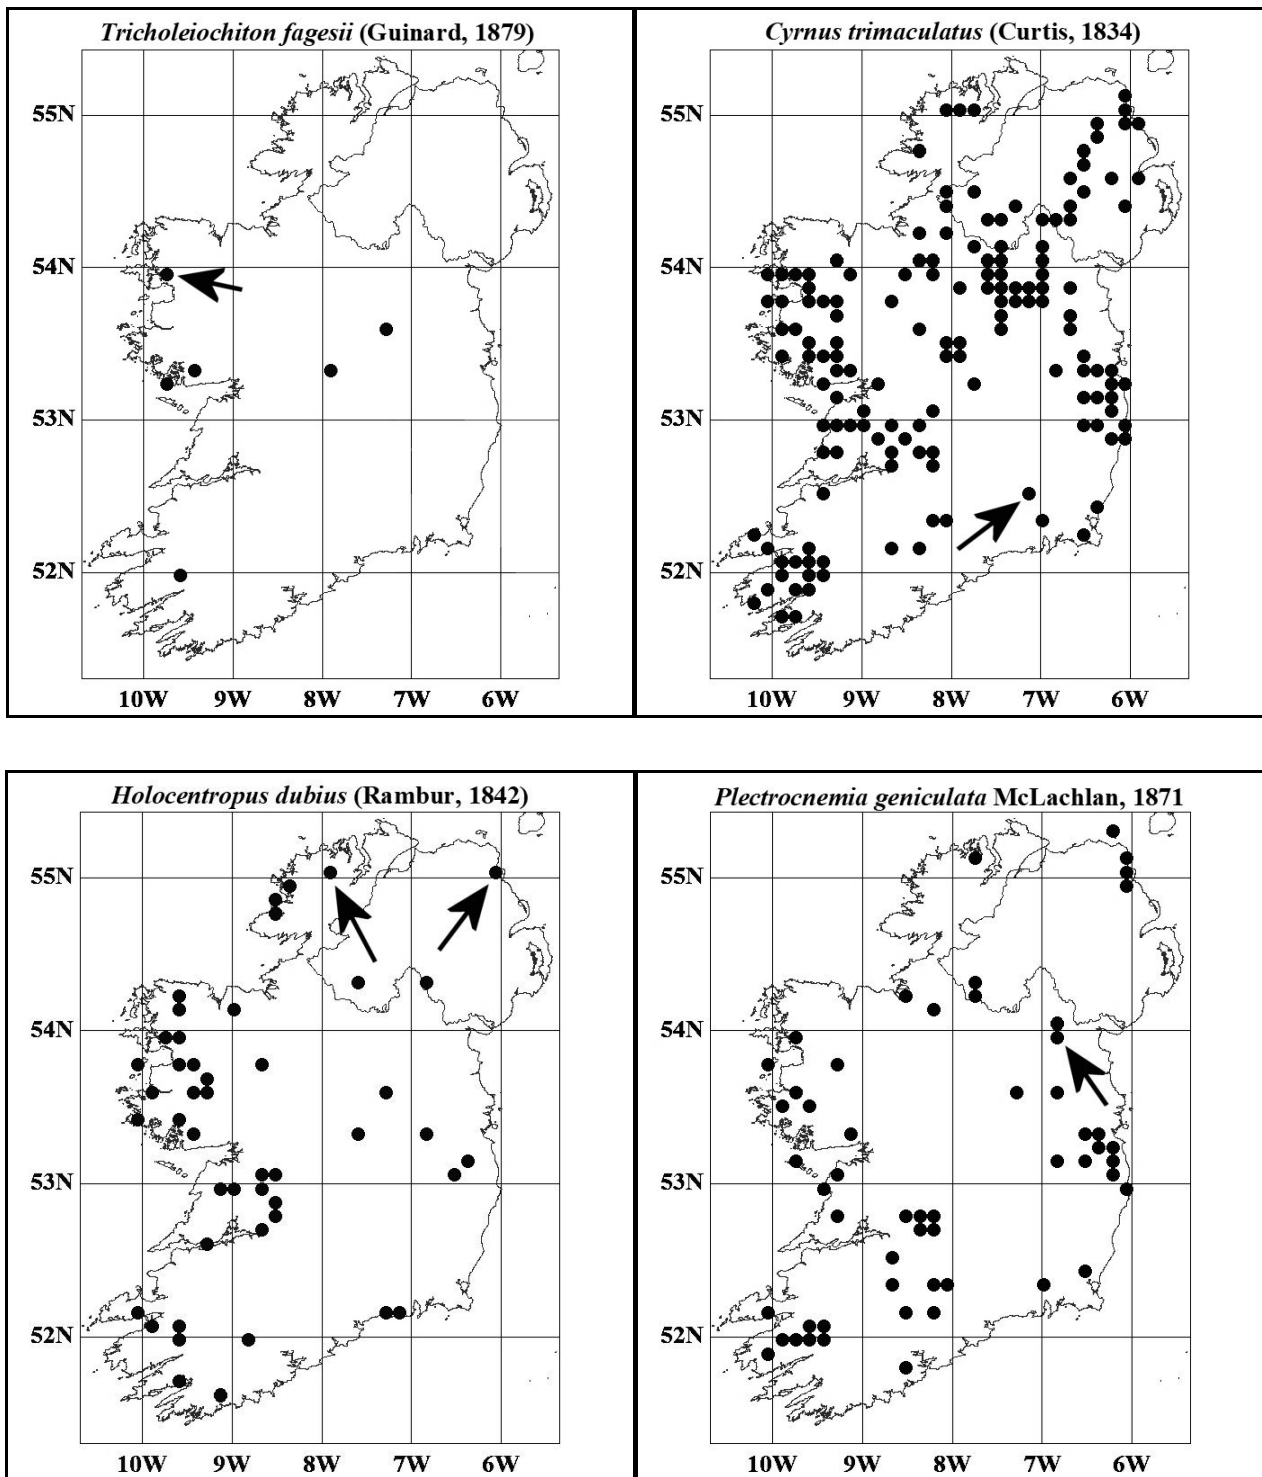 Tricholeiochiton fagesii (Guinard, 1879)
55N
54N
53N
52N
10W 9W 8W 7W 6W
Cyrnus trimaculatus (Curtis, 1834)
55N
54N
53N
52N
10W 9W 8W 7W 6W
Holocentropus dubius (Rambur, 1842)
55N
54N
53N
52N
10W 9W 8W 7W 6W
Plectrocnemia geniculata McLachlan, 1871
55N
54N
53N
52N
10W 9W 8W 7W 6W